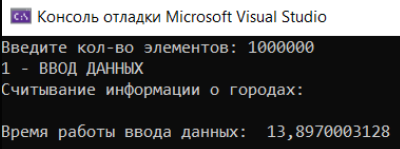 Консоль отладки Microsoft Visual Studio
Введите кол-во элементов: 1000000
1 - ВВОД ДАННЫХ
Считывание информации о городах:
Время работы ввода данных:  13,8970003128